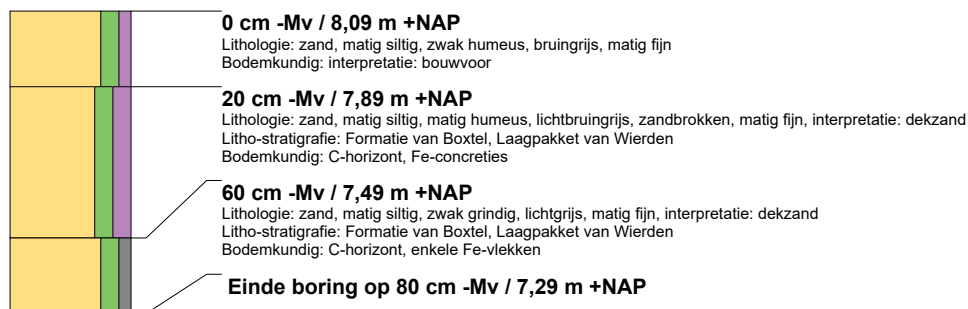 0 cm -Mv / 8,09 m +NAP
Lithologie: zand, matig siltig, zwak humeus, bruingrijs, matig fijn
Bodemkundig: interpretatie: bouwvoor
20 cm -Mv / 7,89 m +NAP
Lithologie: zand, matig siltig, matig humeus, lichtbruingrijs, zandbrokken, matig fijn, interpretatie: dekzand
Litho-stratigrafie: Formatie van Boxtel, Laagpakket van Wierden
Bodemkundig: C-horizont, Fe-concreties
60 cm -Mv / 7,49 m +NAP
Lithologie: zand, matig siltig, zwak grindig, lichtgrijs, matig fijn, interpretatie: dekzand
Litho-stratigrafie: Formatie van Boxtel, Laagpakket van Wierden
Bodemkundig: C-horizont, enkele Fe-vlekken
Einde boring op 80 cm -Mv / 7,29 m +NAP